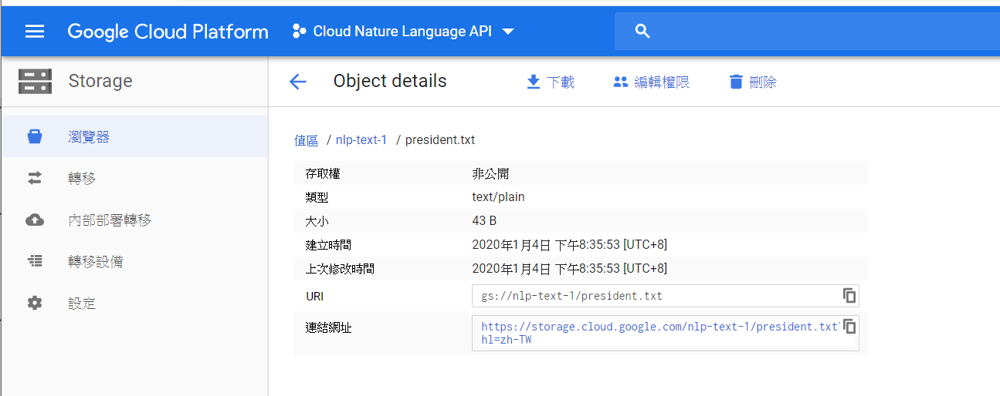 Google Cloud Platform
Cloud Nature Language API
Storage
Object details
下載
編輯權限
刪除
瀏覽器
轉移
內部部署轉移
轉移設備
設定
值區 / nlp-text-1 / president.txt
存取權 非公開
類型 text/plain
大小 43 B
建立時間 2020年1月4日 下午8:35:53 [UTC+8]
上次修改時間 2020年1月4日 下午8:35:53 [UTC+8]
URI gs://nlp-text-1/president.txt
連結網址 https://storage.cloud.google.com/nlp-text-1/president.txt?
hl=zh-TW